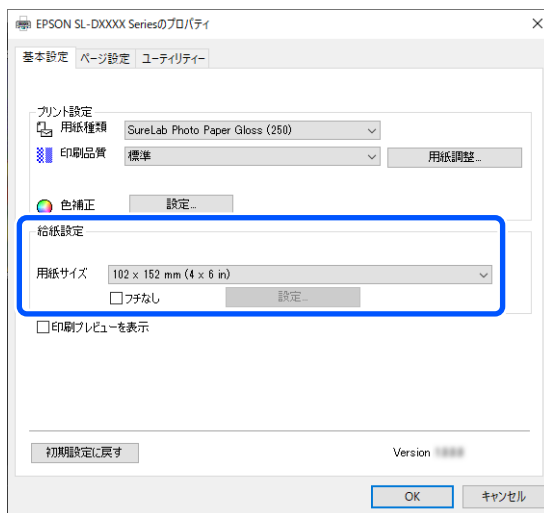 EPSON SL-DXXXX Seriesのプロパティ
基本設定 ページ設定 ユーティリティー
プリント設定
用紙種類 SureLab Photo Paper Gloss (250)
印刷品質 標準 用紙調整...
色補正 設定...
給紙設定
用紙サイズ 102 x 152 mm (4 x 6 in)
フチなし 設定...
印刷プレビューを表示
初期設定に戻す Version
OK キャンセル